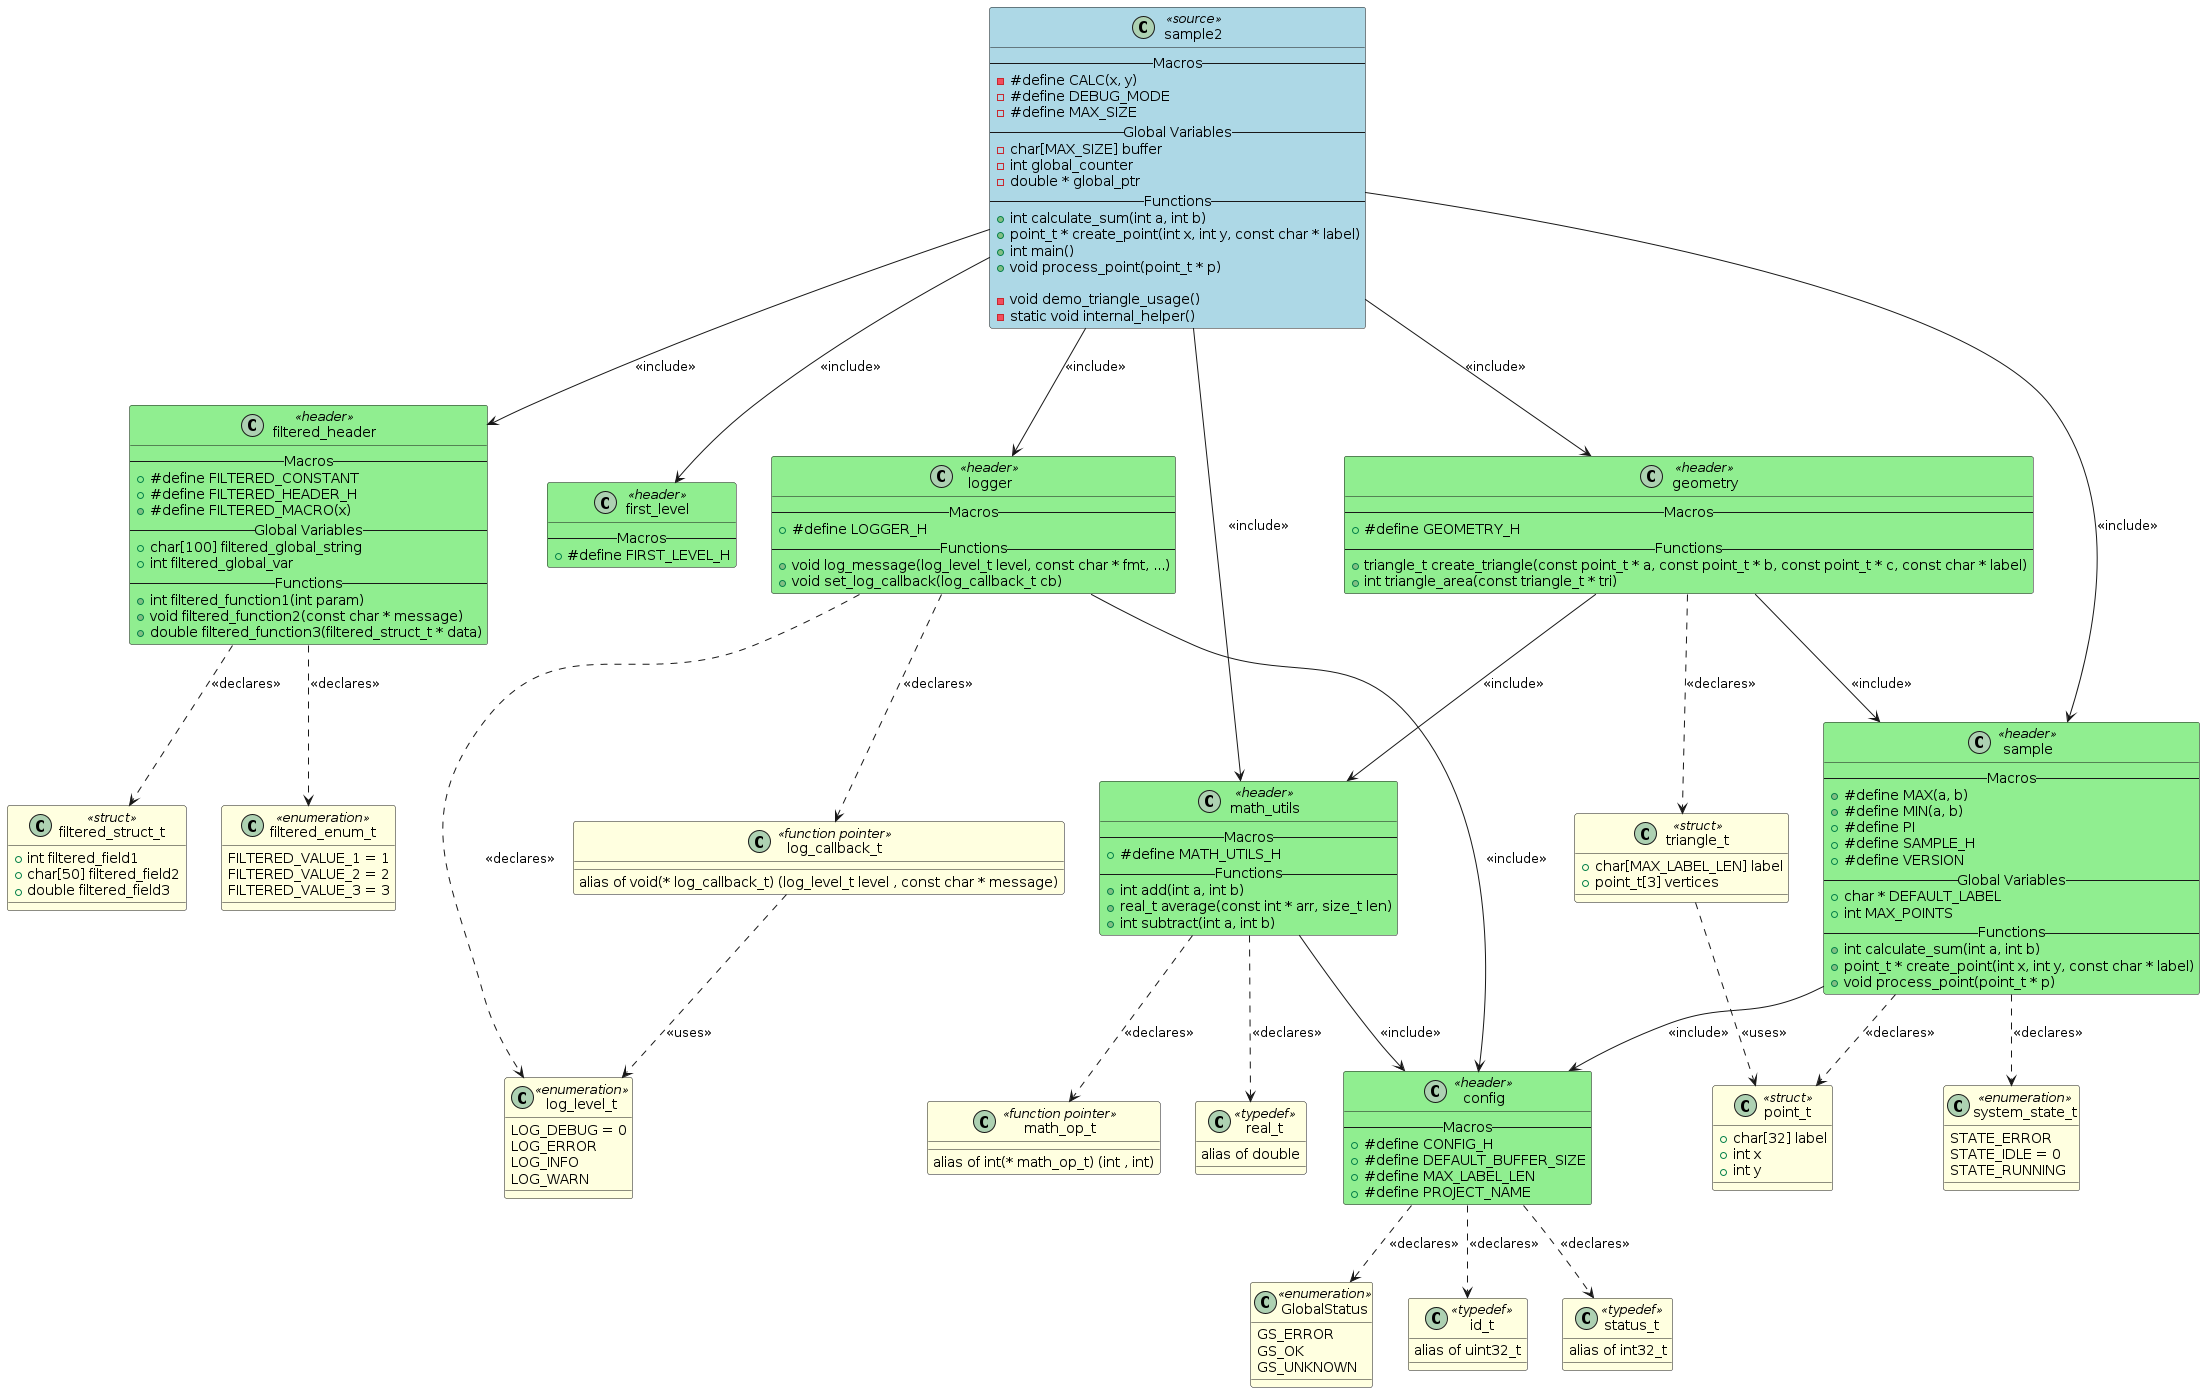 «source»
C
sample2
Macros
#define CALC(x, y)
#define DEBUG_MODE
#define MAX_SIZE
Global Variables
char[MAX_SIZE] buffer
int global_counter
double * global_ptr
Functions
int calculate_sum(int a, int b)
point_t * create_point(int x, int y, const char * label)
int main()
void process_point(point_t * p)
void demo_triangle_usage()
static void internal_helper()
«include»
«include»
«include»
«include»
«include»
«include»
«header»
C
filtered_header
Macros
#define FILTERED_CONSTANT
#define FILTERED_HEADER_H
#define FILTERED_MACRO(x)
Global Variables
char[100] filtered_global_string
int filtered_global_var
Functions
int filtered_function1(int param)
void filtered_function2(const char * message)
double filtered_function3(filtered_struct_t * data)
«header»
C
first_level
Macros
#define FIRST_LEVEL_H
«header»
C
logger
Macros
#define LOGGER_H
Functions
void log_message(log_level_t level, const char * fmt, ...)
void set_log_callback(log_callback_t cb)
«header»
C
geometry
Macros
#define GEOMETRY_H
Functions
triangle_t create_triangle(const point_t * a, const point_t * b, const point_t * c, const char * label)
int triangle_area(const triangle_t * tri)
«declares»
«declares»
«declares»
«include»
«declares»
«include»
«declares»
«include»
«struct»
C
filtered_struct_t
int filtered_field1
char[50] filtered_field2
double filtered_field3
«enumeration»
C
filtered_enum_t
FILTERED_VALUE_1 = 1
FILTERED_VALUE_2 = 2
FILTERED_VALUE_3 = 3
«function pointer»
C
log_callback_t
alias of void(* log_callback_t) (log_level_t level , const char * message)
«header»
C
math_utils
Macros
#define MATH_UTILS_H
Functions
int add(int a, int b)
real_t average(const int * arr, size_t len)
int subtract(int a, int b)
«struct»
C
triangle_t
char[MAX_LABEL_LEN] label
point_t[3] vertices
«header»
C
sample
Macros
#define MAX(a, b)
#define MIN(a, b)
#define PI
#define SAMPLE_H
#define VERSION
Global Variables
char * DEFAULT_LABEL
int MAX_POINTS
Functions
int calculate_sum(int a, int b)
point_t * create_point(int x, int y, const char * label)
void process_point(point_t * p)
«include»
«uses»
«declares»
«declares»
«include»
«include»
«uses»
«declares»
«declares»
«enumeration»
C
log_level_t
LOG_DEBUG = 0
LOG_ERROR
LOG_INFO
LOG_WARN
«function pointer»
C
math_op_t
alias of int(* math_op_t) (int , int)
«typedef»
C
real_t
alias of double
«header»
C
config
Macros
#define CONFIG_H
#define DEFAULT_BUFFER_SIZE
#define MAX_LABEL_LEN
#define PROJECT_NAME
«struct»
C
point_t
char[32] label
int x
int y
«enumeration»
C
system_state_t
STATE_ERROR
STATE_IDLE = 0
STATE_RUNNING
«declares»
«declares»
«declares»
«enumeration»
C
GlobalStatus
GS_ERROR
GS_OK
GS_UNKNOWN
«typedef»
C
id_t
alias of uint32_t
«typedef»
C
status_t
alias of int32_t